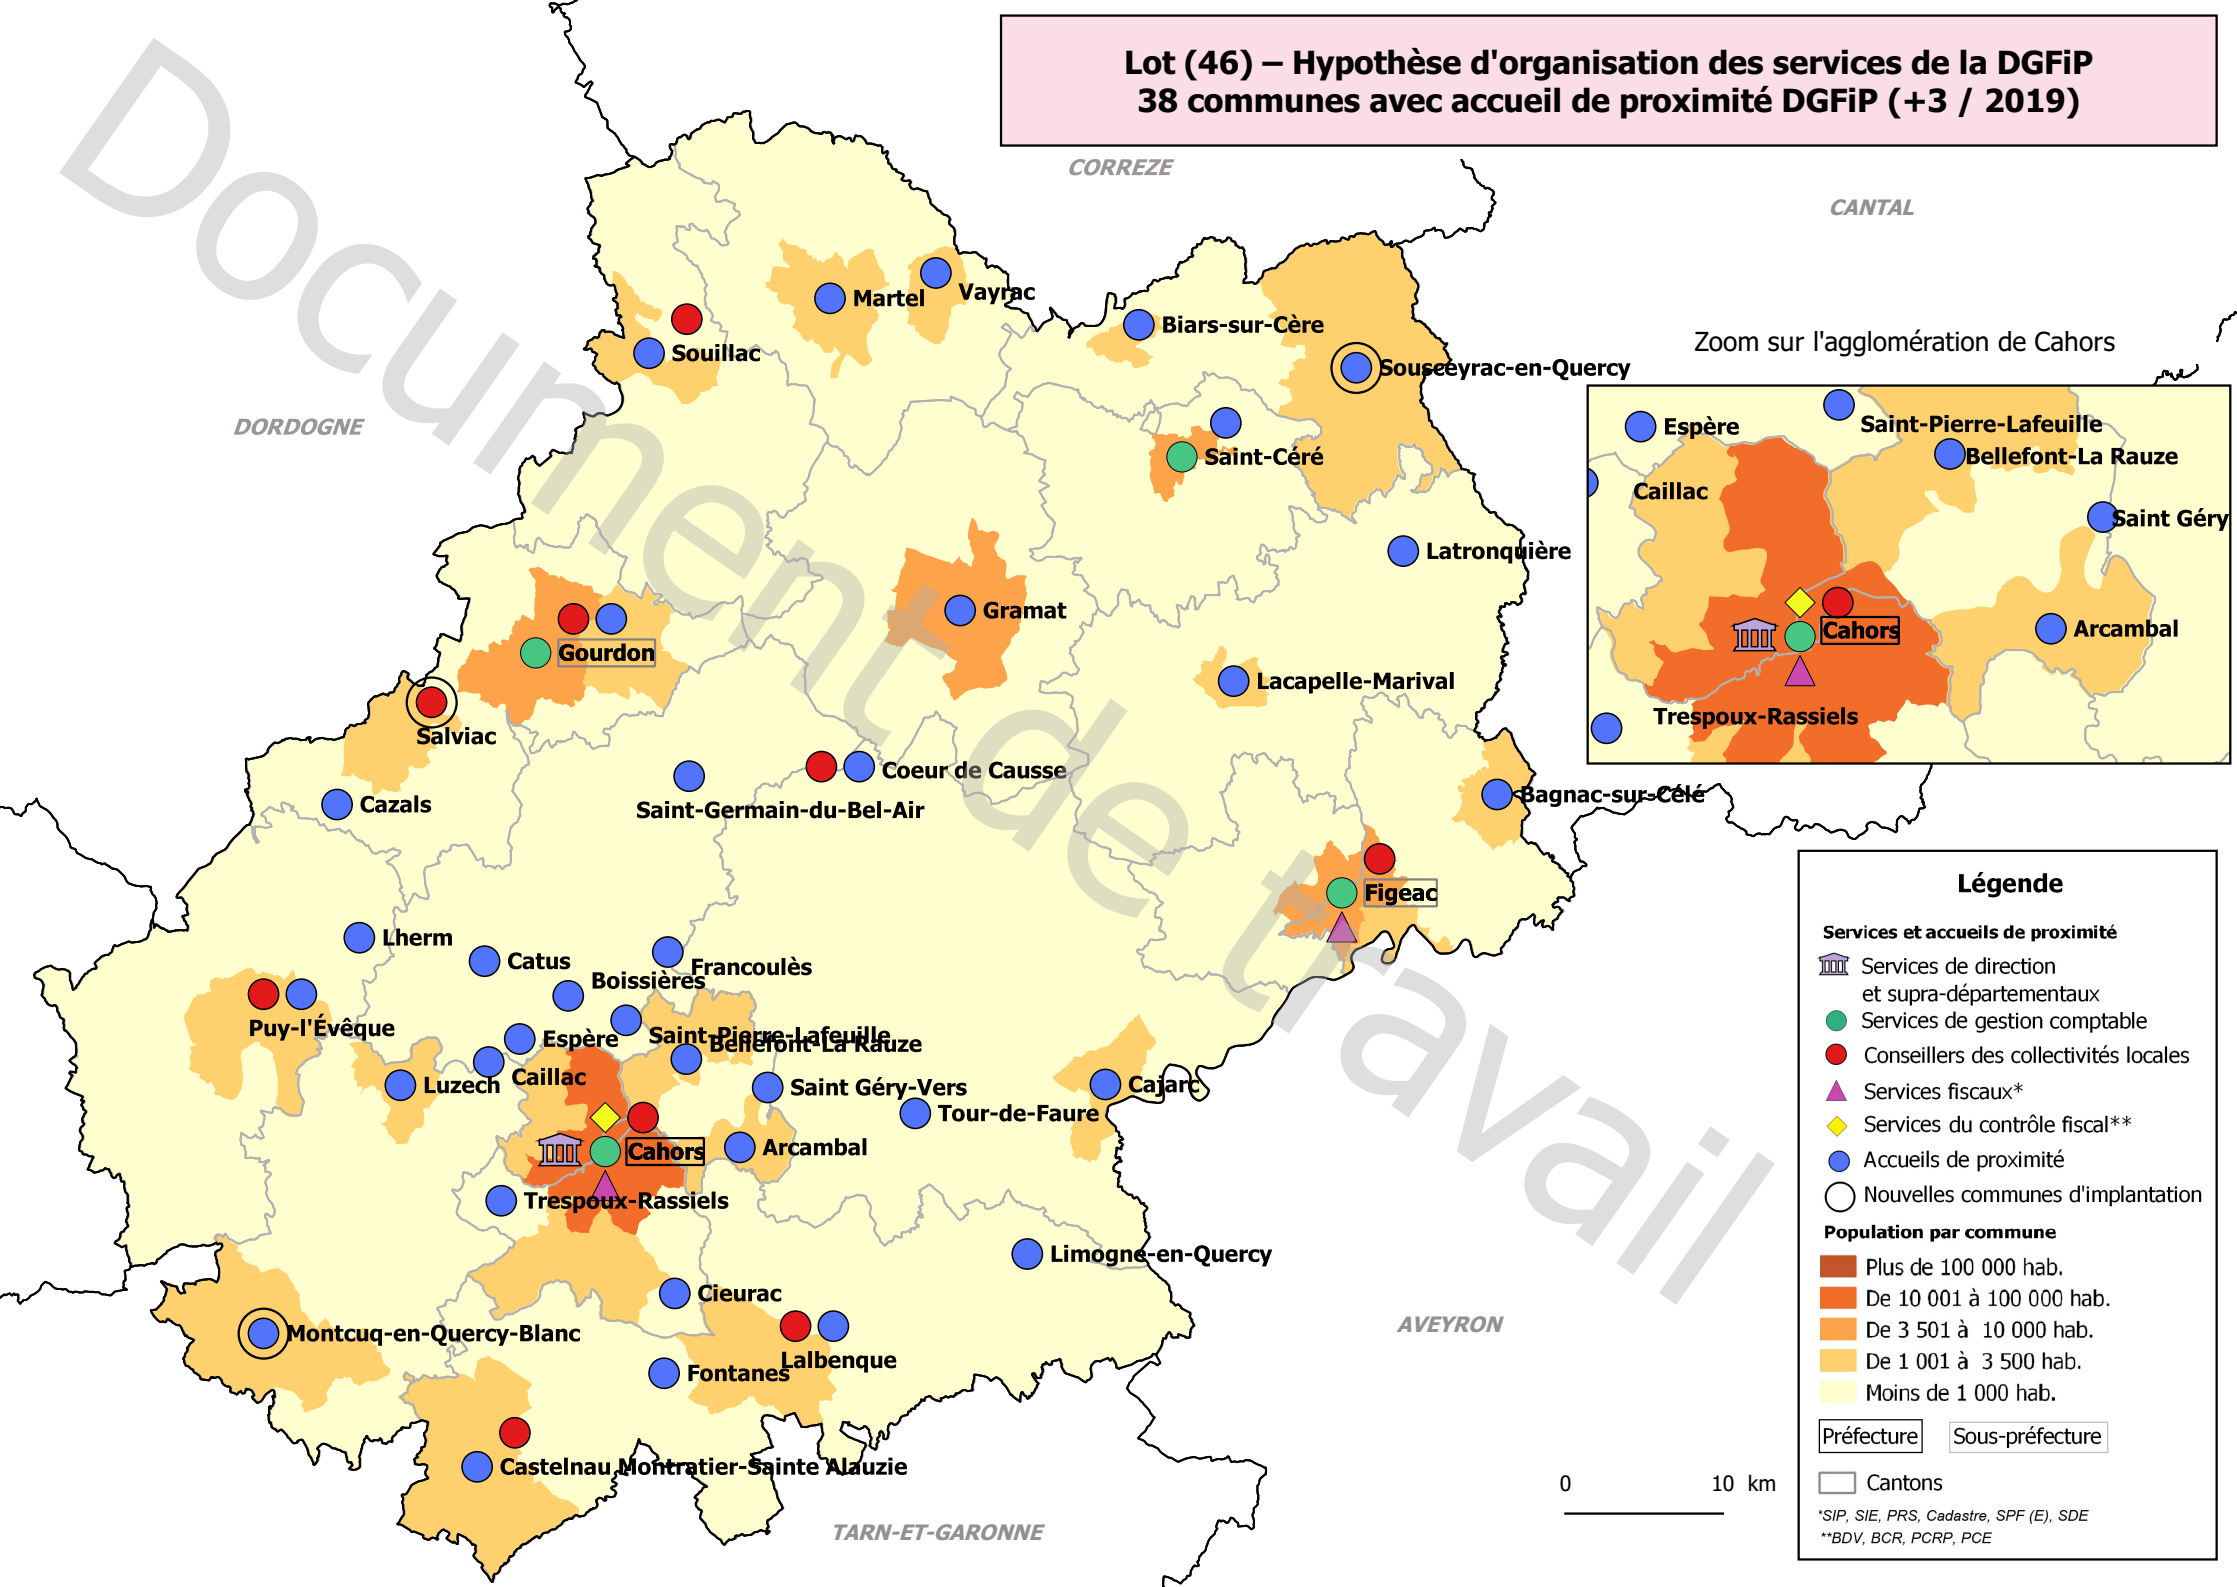 Lot (46) – Hypothèse d'organisation des services de la DGFiP
38 communes avec accueil de proximité DGFiP (+3 / 2019)
Document de travail
CORREZE
CANTAL
DORDOGNE
Martel
Vayrac
Biars-sur-Cère
Souillac
Sousceyrac-en-Quercy
Saint-Céré
Latronquière
Gramat
Gourdon
Lacapelle-Marival
Salviac
Coeur de Causse
Saint-Germain-du-Bel-Air
Cazals
Bagnac-sur-Célé
Figeac
Lherm
Catus
Francoulès
Boissières
Puy-l'Évêque
Espère
Saint-Pierre-Lafeuille
Bellefont-La Rauze
Caillac
Luzech
Saint Géry-Vers
Cajarc
Tour-de-Faure
Cahors
Arcambal
Trespoux-Rassiels
Limogne-en-Quercy
Cieurac
Montcuq-en-Quercy-Blanc
Lalbenque
Fontanes
Castelnau Montratier-Sainte Alauzie
AVEYRON
TARN-ET-GARONNE
Zoom sur l'agglomération de Cahors
Espère
Saint-Pierre-Lafeuille
Bellefont-La Rauze
Caillac
Saint Géry
Cahors
Arcambal
Trespoux-Rassiels
Légende
Services et accueils de proximité
Services de direction
et supra-départementaux
Services de gestion comptable
Conseillers des collectivités locales
Services fiscaux*
Services du contrôle fiscal**
Accueils de proximité
Nouvelles communes d'implantation
Population par commune
Plus de 100 000 hab.
De 10 001 à 100 000 hab.
De 3 501 à 10 000 hab.
De 1 001 à 3 500 hab.
Moins de 1 000 hab.
Préfecture
Sous-préfecture
Cantons
*SIP, SIE, PRS, Cadastre, SPF (E), SDE
**BDV, BCR, PCRP, PCE
0 10 km